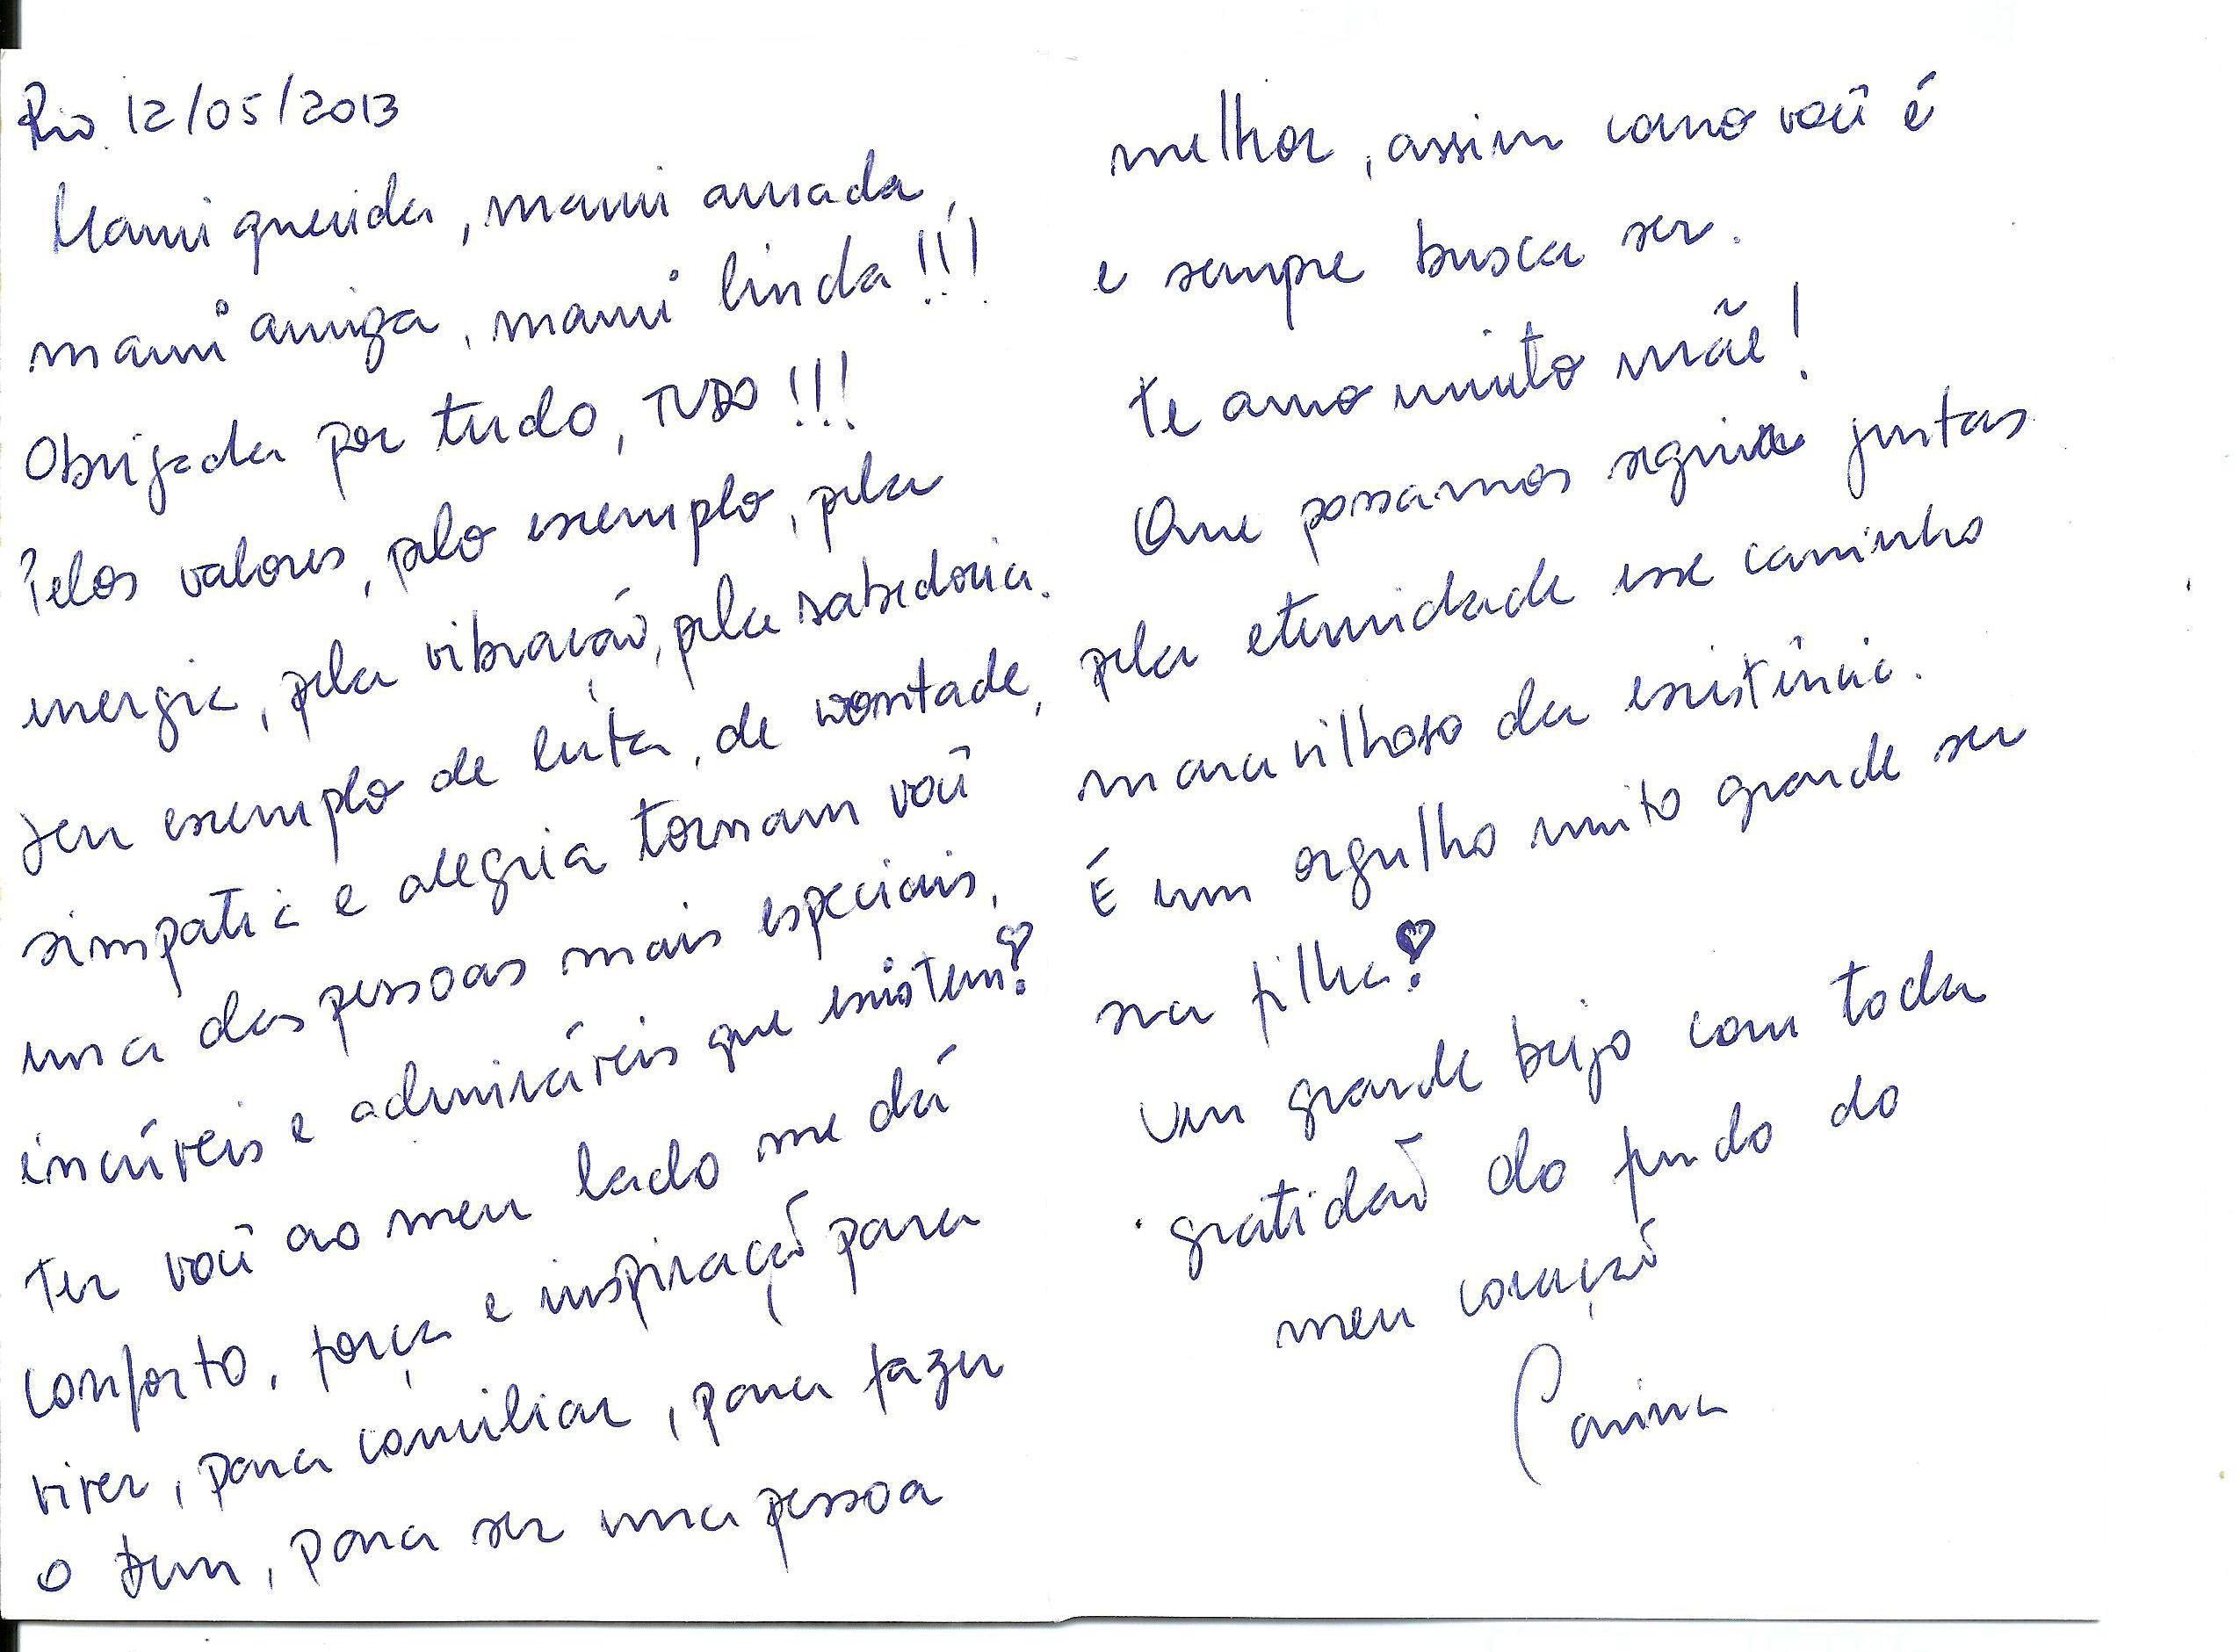 Rio 12/05/2013
Mami querida, mami amada,
mami amiga, mami linda!!!
Obrigada por tudo, TUDO!!!
Pelos valores, pelo exemplo, pela
energia, pela vibração, pela sabedoria.
Seu exemplo de luta, de vontade,
simpatia e alegria tornam você
uma das pessoas mais especiais,
incríveis e admiráveis que existem!
Ter você ao meu lado me dá
conforto, força e inspiração para
viver, para conciliar, para fazer
o bem, para ser uma pessoa
melhor, assim como você é
e sempre busca ser.
Te amo muito mãe!
Que possamos seguir juntas
pela eternidade esse caminho
maravilhoso da existência.
É um orgulho muito grande ser
sua filha!
Um grande beijo com toda
gratidão do fundo do
meu coração
Carina